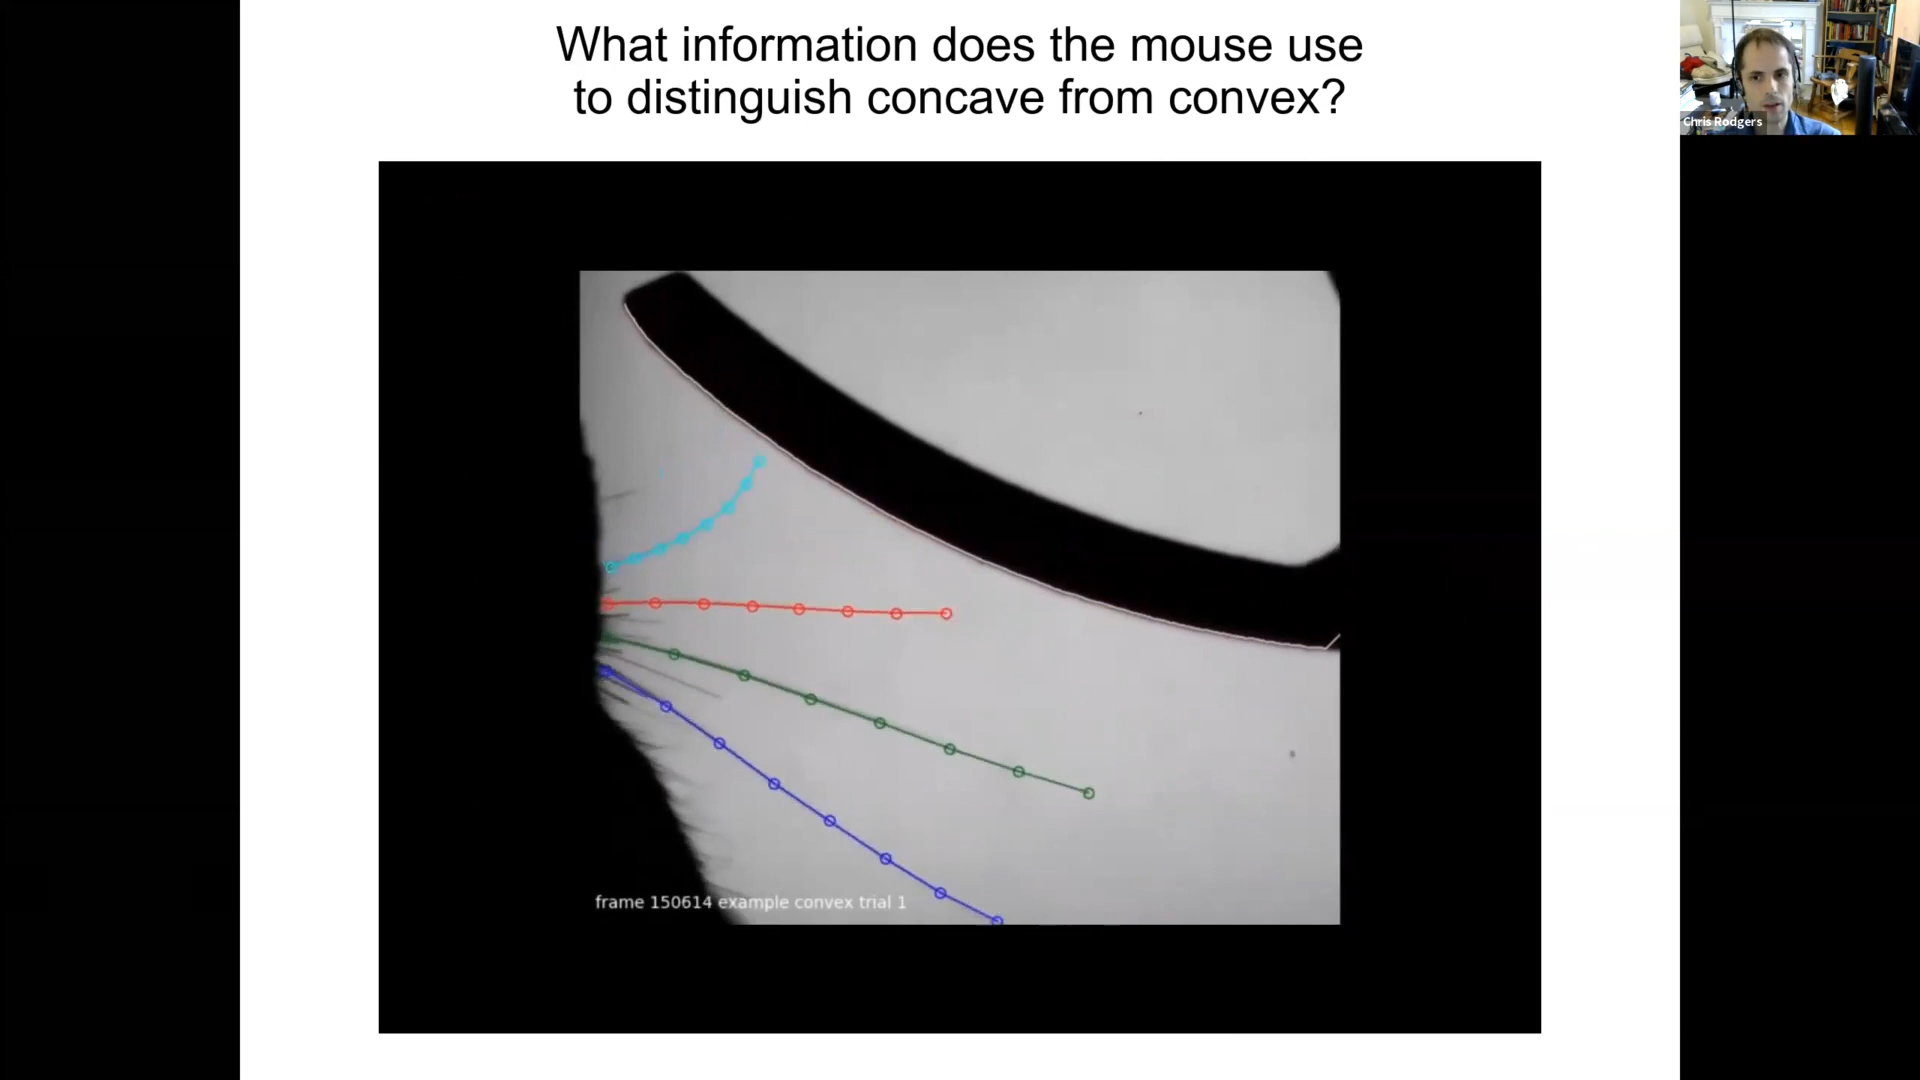 What information does the mouse use
to distinguish concave from convex?
Chris Rodgers
frame 150614 example convex trial 1